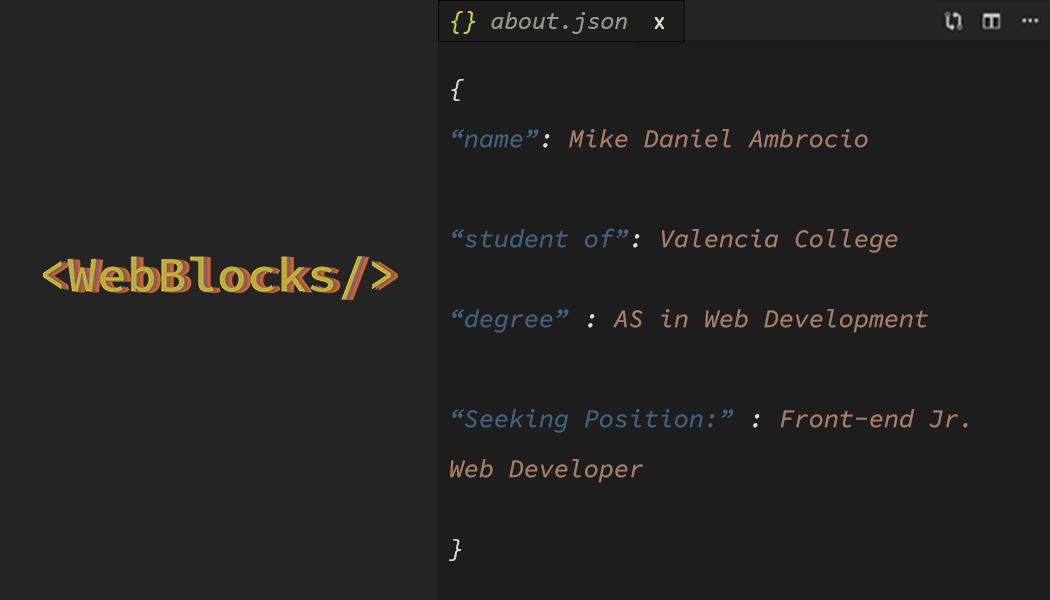 <WebBlocks/>
{} about.json x
{
“name”: Mike Daniel Ambrocio
“student of”: Valencia College
“degree” : AS in Web Development
“Seeking Position:” : Front-end Jr.
Web Developer
}